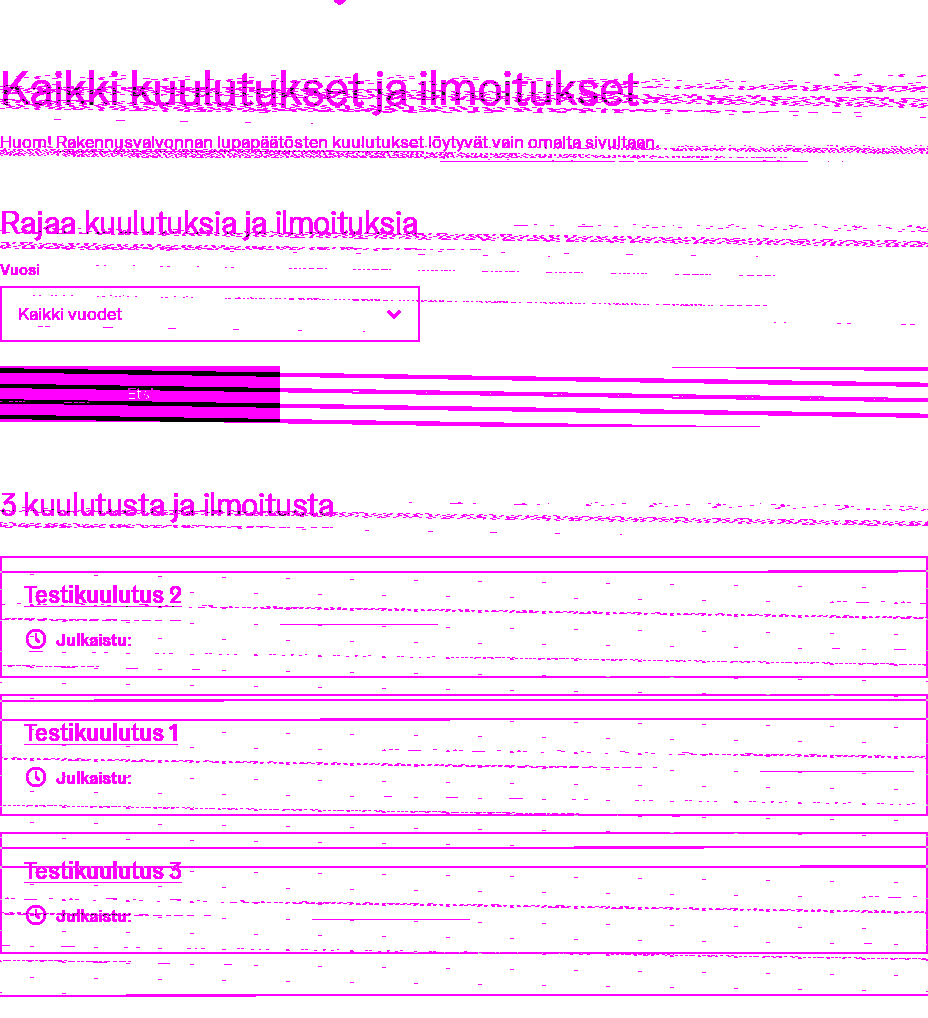 Kaikki kuulutukset ja ilmoitukset
Huom! Rakennusvalvonnan lupapäätösten kuulutukset löytyvät vain omalta sivultaan.
Rajaa kuulutuksia ja ilmoituksia
Vuosi
Kaikki vuodet
Etsi
3 kuulutusta ja ilmoitusta
Testikuulutus 2
Julkaistu:
Testikuulutus 1
Julkaistu:
Testikuulutus 3
Julkaistu: